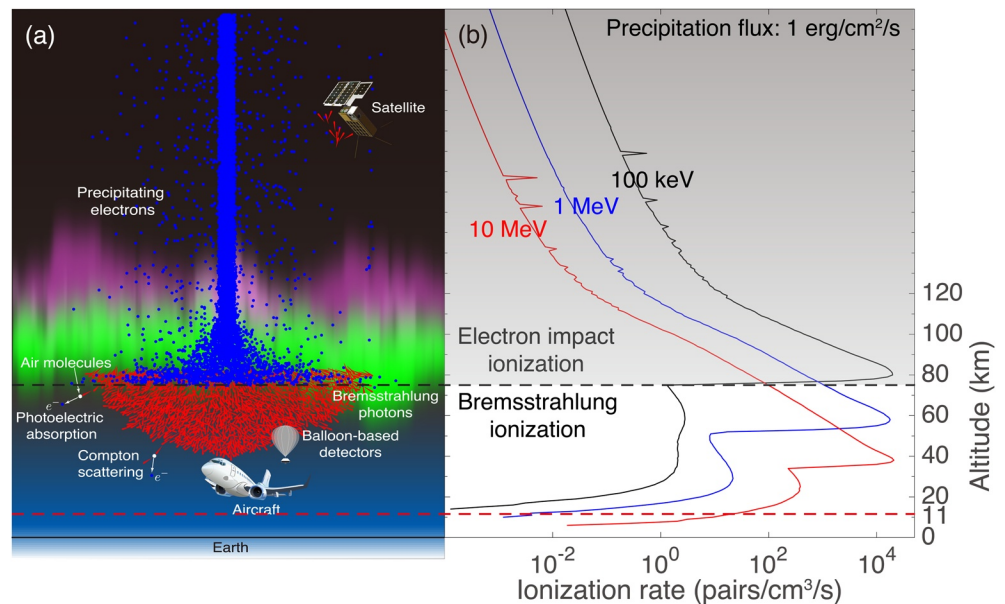 (a)
Satellite
Precipitating
electrons
Air molecules
e⁻
Photoelectric
absorption
Bremsstrahlung
photons
Compton
scattering
e⁻
Balloon-based
detectors
Aircraft
Earth
(b)
Precipitation flux: 1 erg/cm²/s
100 keV
1 MeV
10 MeV
Electron impact
ionization
Bremsstrahlung
ionization
120
100
80
60
40
20
11
0
Altitude (km)
10⁻²
10⁰
10²
10⁴
Ionization rate (pairs/cm³/s)